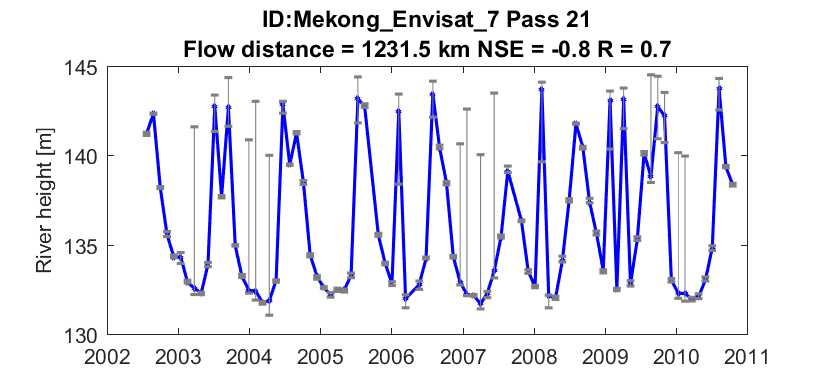 ID:Mekong_Envisat_7 Pass 21
Flow distance = 1231.5 km NSE = -0.8 R = 0.7
River height [m]
145
140
135
130
2002 2003 2004 2005 2006 2007 2008 2009 2010 2011